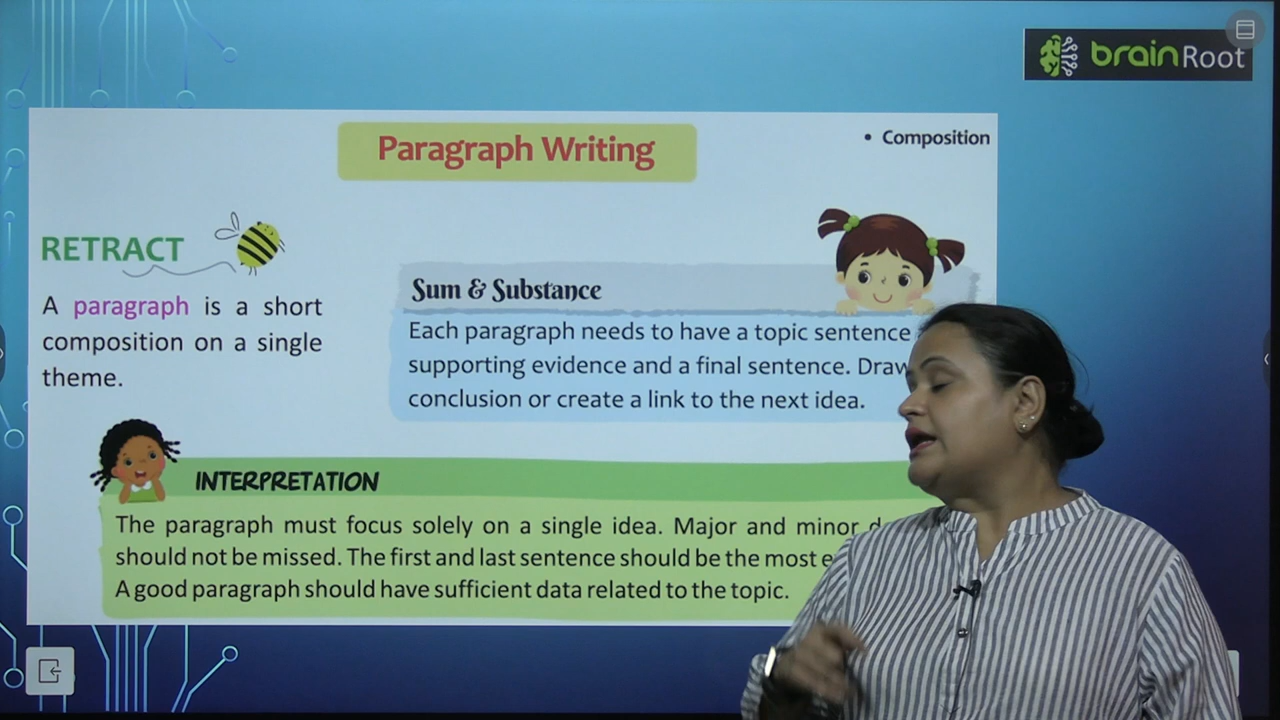 brainRoot
Paragraph Writing
• Composition
RETRACT
A paragraph is a short
composition on a single
theme.
Sum & Substance
Each paragraph needs to have a topic sentence
supporting evidence and a final sentence. Draw
conclusion or create a link to the next idea.
INTERPRETATION
The paragraph must focus solely on a single idea. Major and minor
should not be missed. The first and last sentence should be the most
A good paragraph should have sufficient data related to the topic.